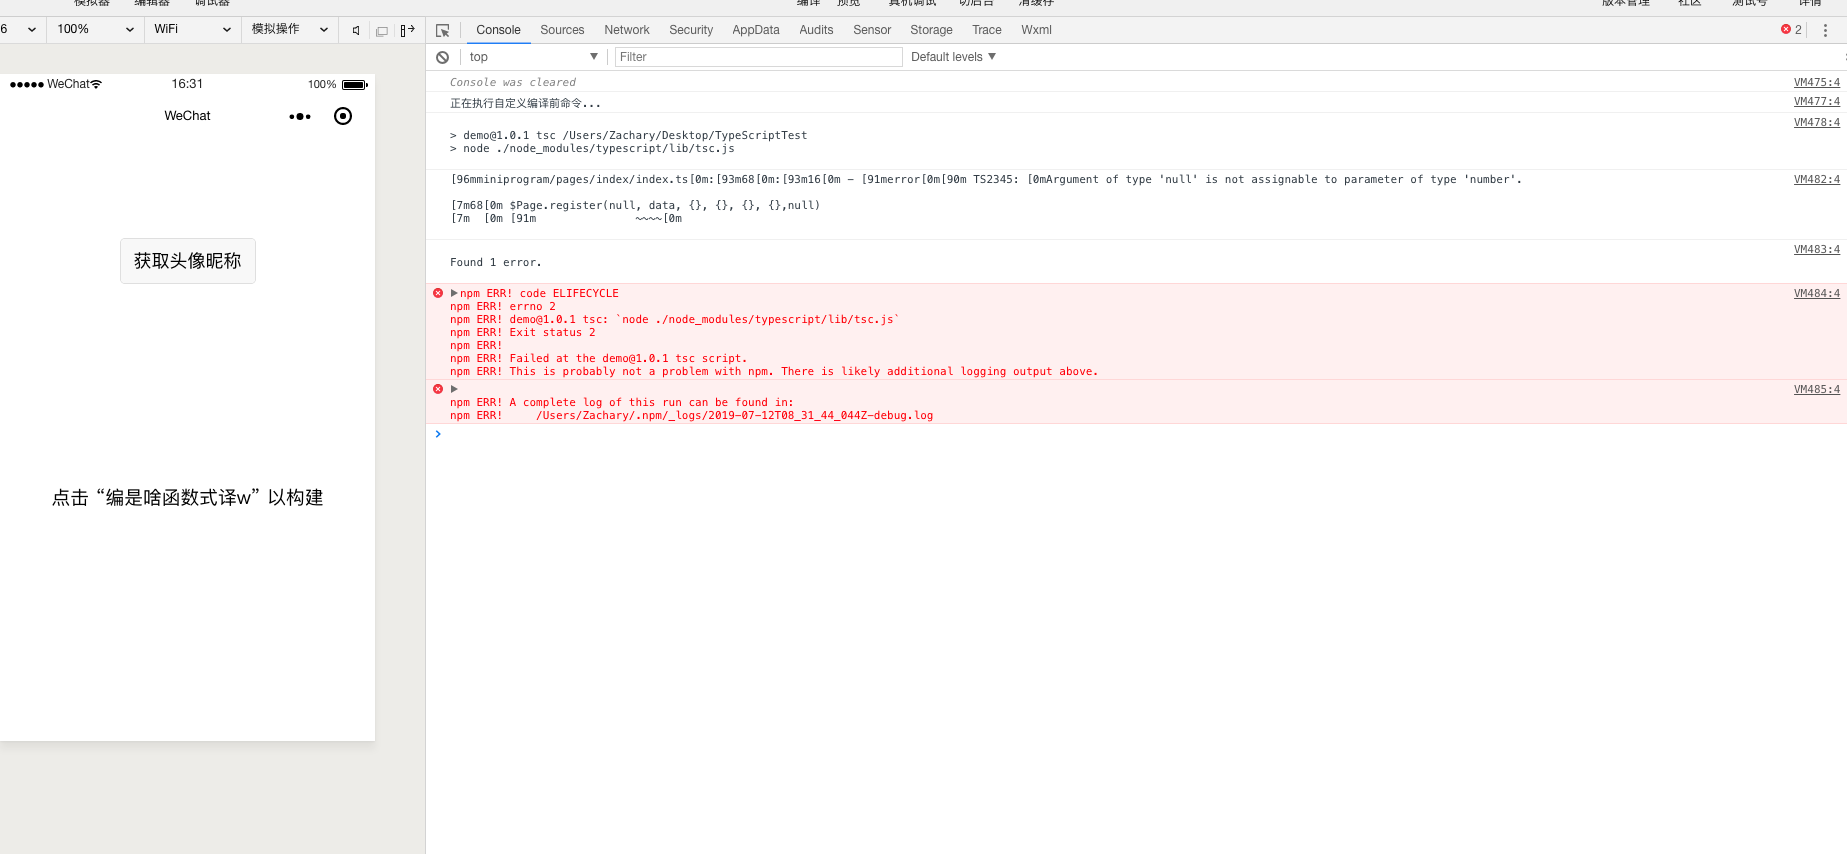 模拟器 编辑器 调试器 编译 预览 真机调试 切后台 清缓存 版本管理 社区 测试号 详情
6 100% WiFi 模拟操作
Console Sources Network Security AppData Audits Sensor Storage Trace Wxml 2
top Filter Default levels
WeChat 16:31 100%
WeChat
获取头像昵称
点击 “编是啥函数式译w” 以构建
Console was cleared VM475:4
正在执行自定义编译前命令... VM477:4
VM478:4
> demo@1.0.1 tsc /Users/Zachary/Desktop/TypeScriptTest
> node ./node_modules/typescript/lib/tsc.js
[96mminiprogram/pages/index/index.ts[0m:[93m68[0m:[93m16[0m - [91merror[0m[90m TS2345: [0mArgument of type 'null' is not assignable to parameter of type 'number'. VM482:4
[7m68[0m $Page.register(null, data, {}, {}, {}, {},null)
[7m  [0m [91m               ~~~~[0m
VM483:4
Found 1 error.
npm ERR! code ELIFECYCLE VM484:4
npm ERR! errno 2
npm ERR! demo@1.0.1 tsc: `node ./node_modules/typescript/lib/tsc.js`
npm ERR! Exit status 2
npm ERR!
npm ERR! Failed at the demo@1.0.1 tsc script.
npm ERR! This is probably not a problem with npm. There is likely additional logging output above.
VM485:4
npm ERR! A complete log of this run can be found in:
npm ERR!     /Users/Zachary/.npm/_logs/2019-07-12T08_31_44_044Z-debug.log